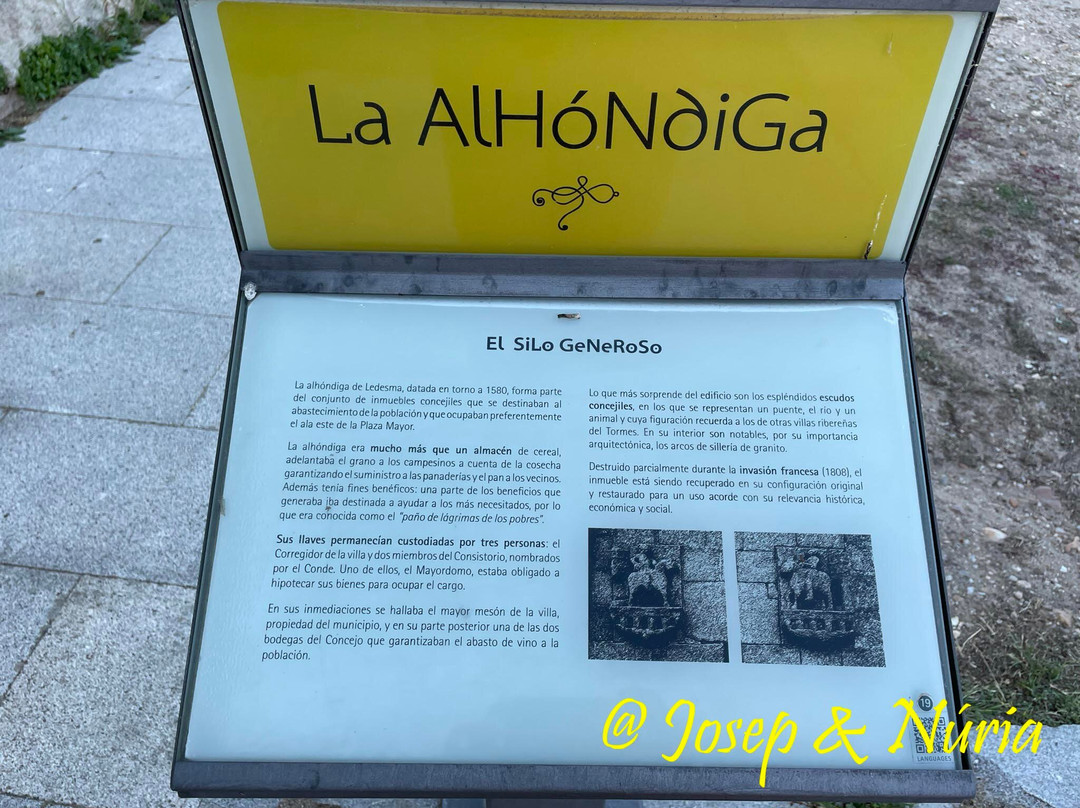 La AlHóNdiGa
El SiLo GeNeRoSo
La alhóndiga de Ledesma, datada en torno a 1580, forma parte
del conjunto de inmuebles concejiles que se destinaban al
abastecimiento de la población y que ocupaban preferentemente
el ala este de la Plaza Mayor.
La alhóndiga era mucho más que un almacén de cereal,
adelantaba el grano a los campesinos a cuenta de la cosecha
garantizando el suministro a las panaderías y el pan a los vecinos.
Además tenía fines benéficos: una parte de los beneficios que
generaba iba destinada a ayudar a los más necesitados, por lo
que era conocida como el "paño de lágrimas de los pobres".
Sus llaves permanecían custodiadas por tres personas: el
Corregidor de la villa y dos miembros del Consistorio, nombrados
por el Conde. Uno de ellos, el Mayordomo, estaba obligado a
hipotecar sus bienes para ocupar el cargo.
En sus inmediaciones se hallaba el mayor mesón de la villa,
propiedad del municipio, y en su parte posterior una de las dos
bodegas del Concejo que garantizaban el abasto de vino a la
población.
Lo que más sorprende del edificio son los espléndidos escudos
concejiles, en los que se representan un puente, el río y un
animal y cuya figuración recuerda a los de otras villas ribereñas
del Tormes. En su interior son notables, por su importancia
arquitectónica, los arcos de sillería de granito.
Destruido parcialmente durante la invasión francesa (1808), el
inmueble está siendo recuperado en su configuración original
y restaurado para un uso acorde con su relevancia histórica,
económica y social.
19
LANGUAGES
@ Josep & Núria